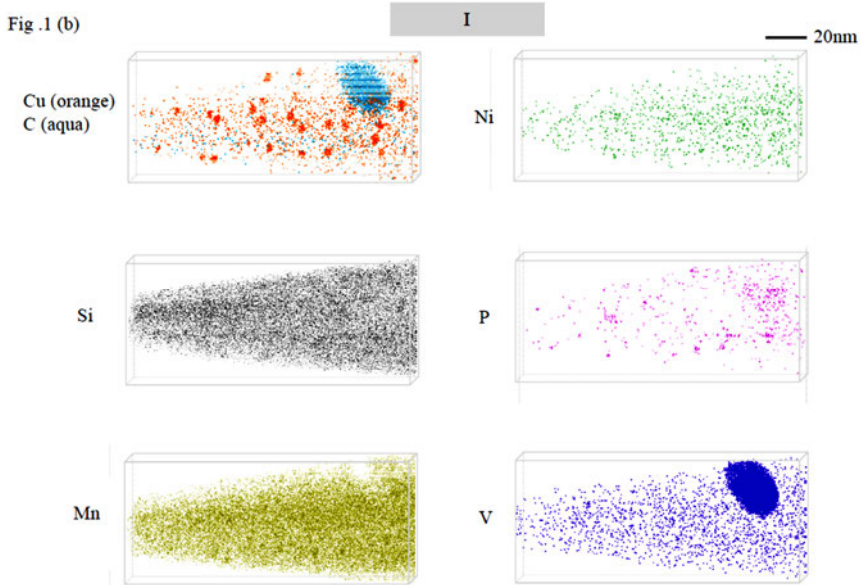 Fig .1 (b)
I
20nm
Cu (orange)
C (aqua)
Ni
Si
P
Mn
V